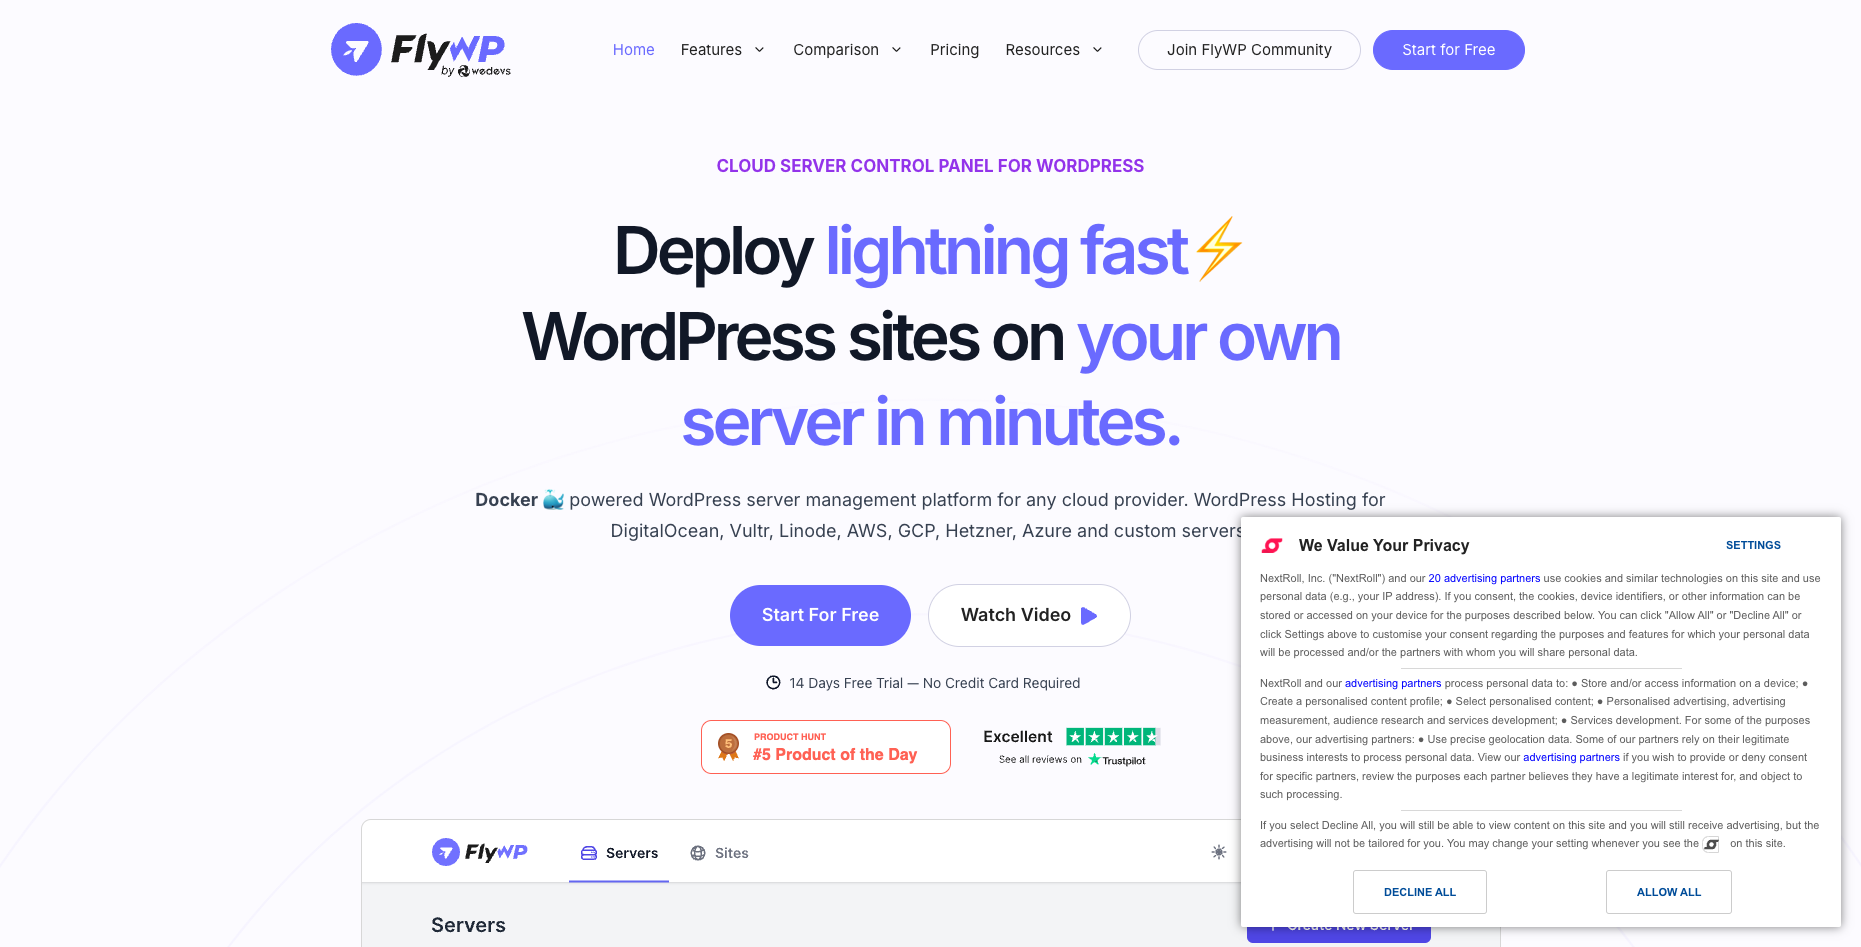 FlyWP
by wedevs
Home Features Comparison Pricing Resources Join FlyWP Community Start for Free
CLOUD SERVER CONTROL PANEL FOR WORDPRESS
Deploy lightning fast⚡
WordPress sites on your own
server in minutes.
Docker 🐳 powered WordPress server management platform for any cloud provider. WordPress Hosting for
DigitalOcean, Vultr, Linode, AWS, GCP, Hetzner, Azure and custom servers
Start For Free Watch Video
14 Days Free Trial — No Credit Card Required
5 PRODUCT HUNT
#5 Product of the Day
Excellent
See all reviews on Trustpilot
FlyWP Servers Sites
Servers
Create New Server
We Value Your Privacy SETTINGS
NextRoll, Inc. ("NextRoll") and our 20 advertising partners use cookies and similar technologies on this site and use
personal data (e.g., your IP address). If you consent, the cookies, device identifiers, or other information can be
stored or accessed on your device for the purposes described below. You can click "Allow All" or "Decline All" or
click Settings above to customise your consent regarding the purposes and features for which your personal data
will be processed and/or the partners with whom you will share personal data.
NextRoll and our advertising partners process personal data to: ● Store and/or access information on a device; ●
Create a personalised content profile; ● Select personalised content; ● Personalised advertising, advertising
measurement, audience research and services development; ● Services development. For some of the purposes
above, our advertising partners: ● Use precise geolocation data. Some of our partners rely on their legitimate
business interests to process personal data. View our advertising partners if you wish to provide or deny consent
for specific partners, review the purposes each partner believes they have a legitimate interest for, and object to
such processing.
If you select Decline All, you will still be able to view content on this site and you will still receive advertising, but the
advertising will not be tailored for you. You may change your setting whenever you see the on this site.
DECLINE ALL ALLOW ALL